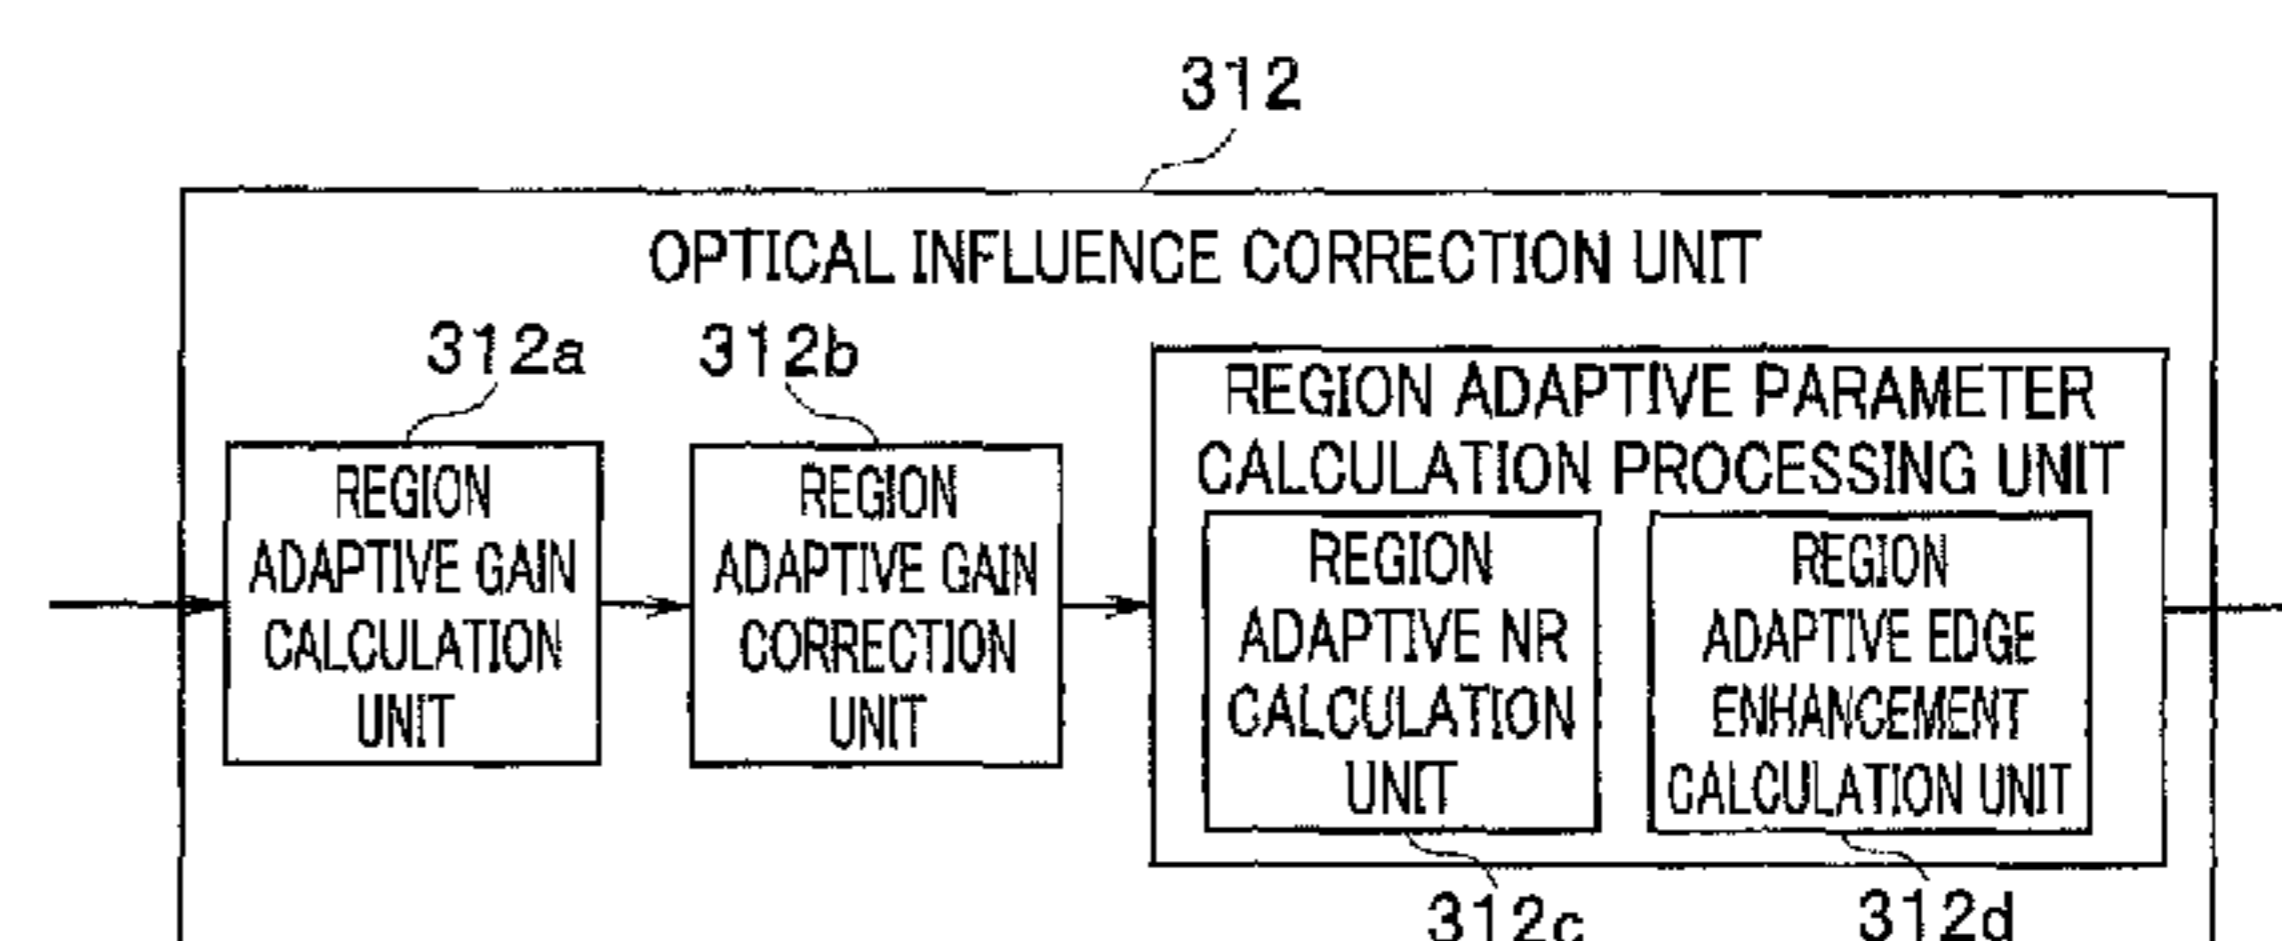 312
OPTICAL INFLUENCE CORRECTION UNIT
312a
312b
REGION
ADAPTIVE GAIN
CALCULATION
UNIT
REGION
ADAPTIVE GAIN
CORRECTION
UNIT
REGION ADAPTIVE PARAMETER
CALCULATION PROCESSING UNIT
REGION
ADAPTIVE NR
CALCULATION
UNIT
REGION
ADAPTIVE EDGE
ENHANCEMENT
CALCULATION UNIT
312c
312d